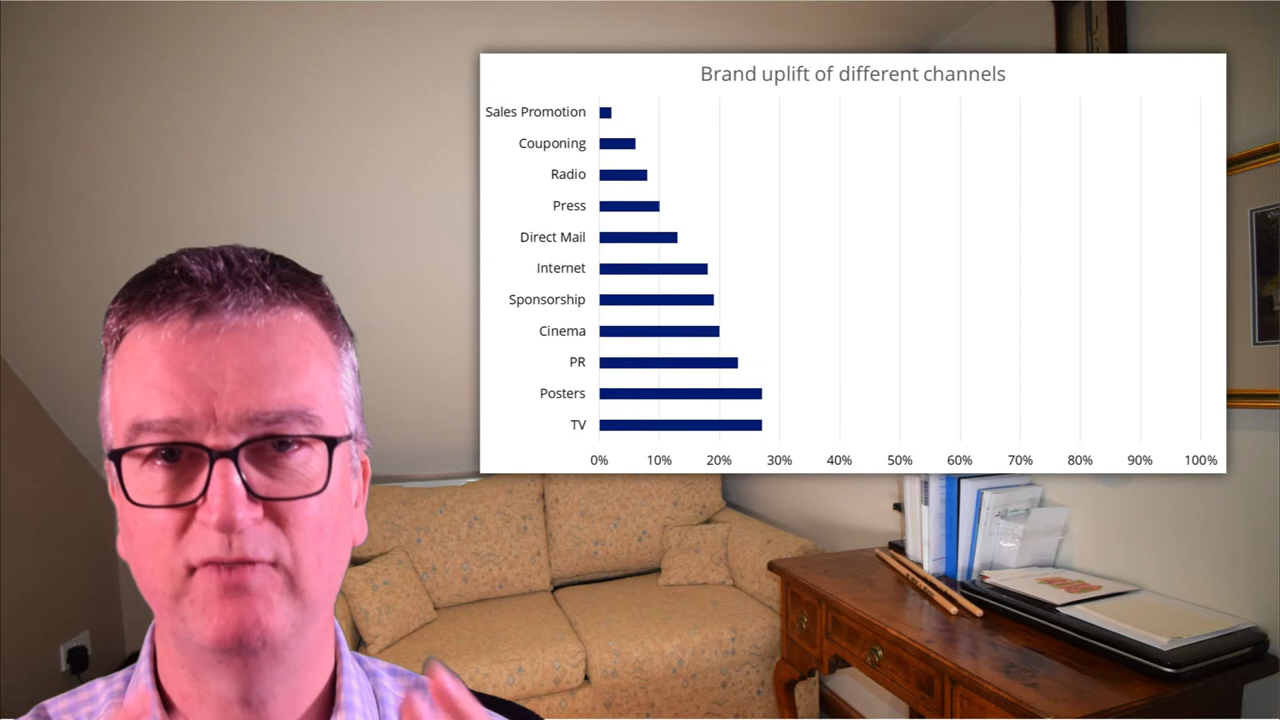 Brand uplift of different channels
Sales Promotion
Couponing
Radio
Press
Direct Mail
Internet
Sponsorship
Cinema
PR
Posters
TV
0% 10% 20% 30% 40% 50% 60% 70% 80% 90% 100%